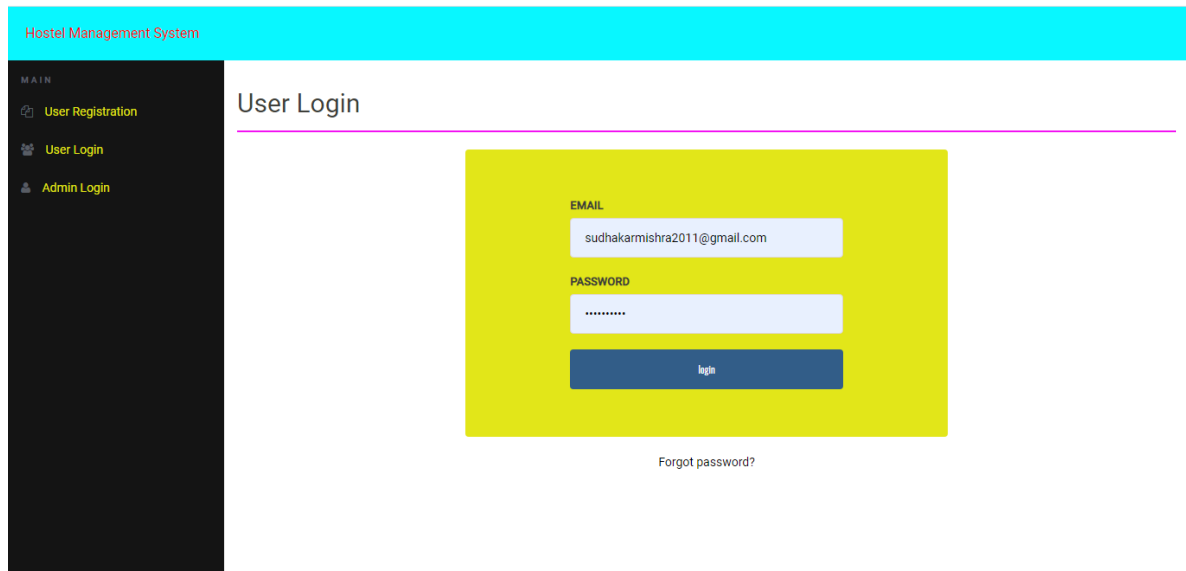 Hostel Management System
MAIN
User Registration
User Login
Admin Login
User Login
EMAIL
sudhakarmishra2011@gmail.com
PASSWORD
••••••••••
login
Forgot password?